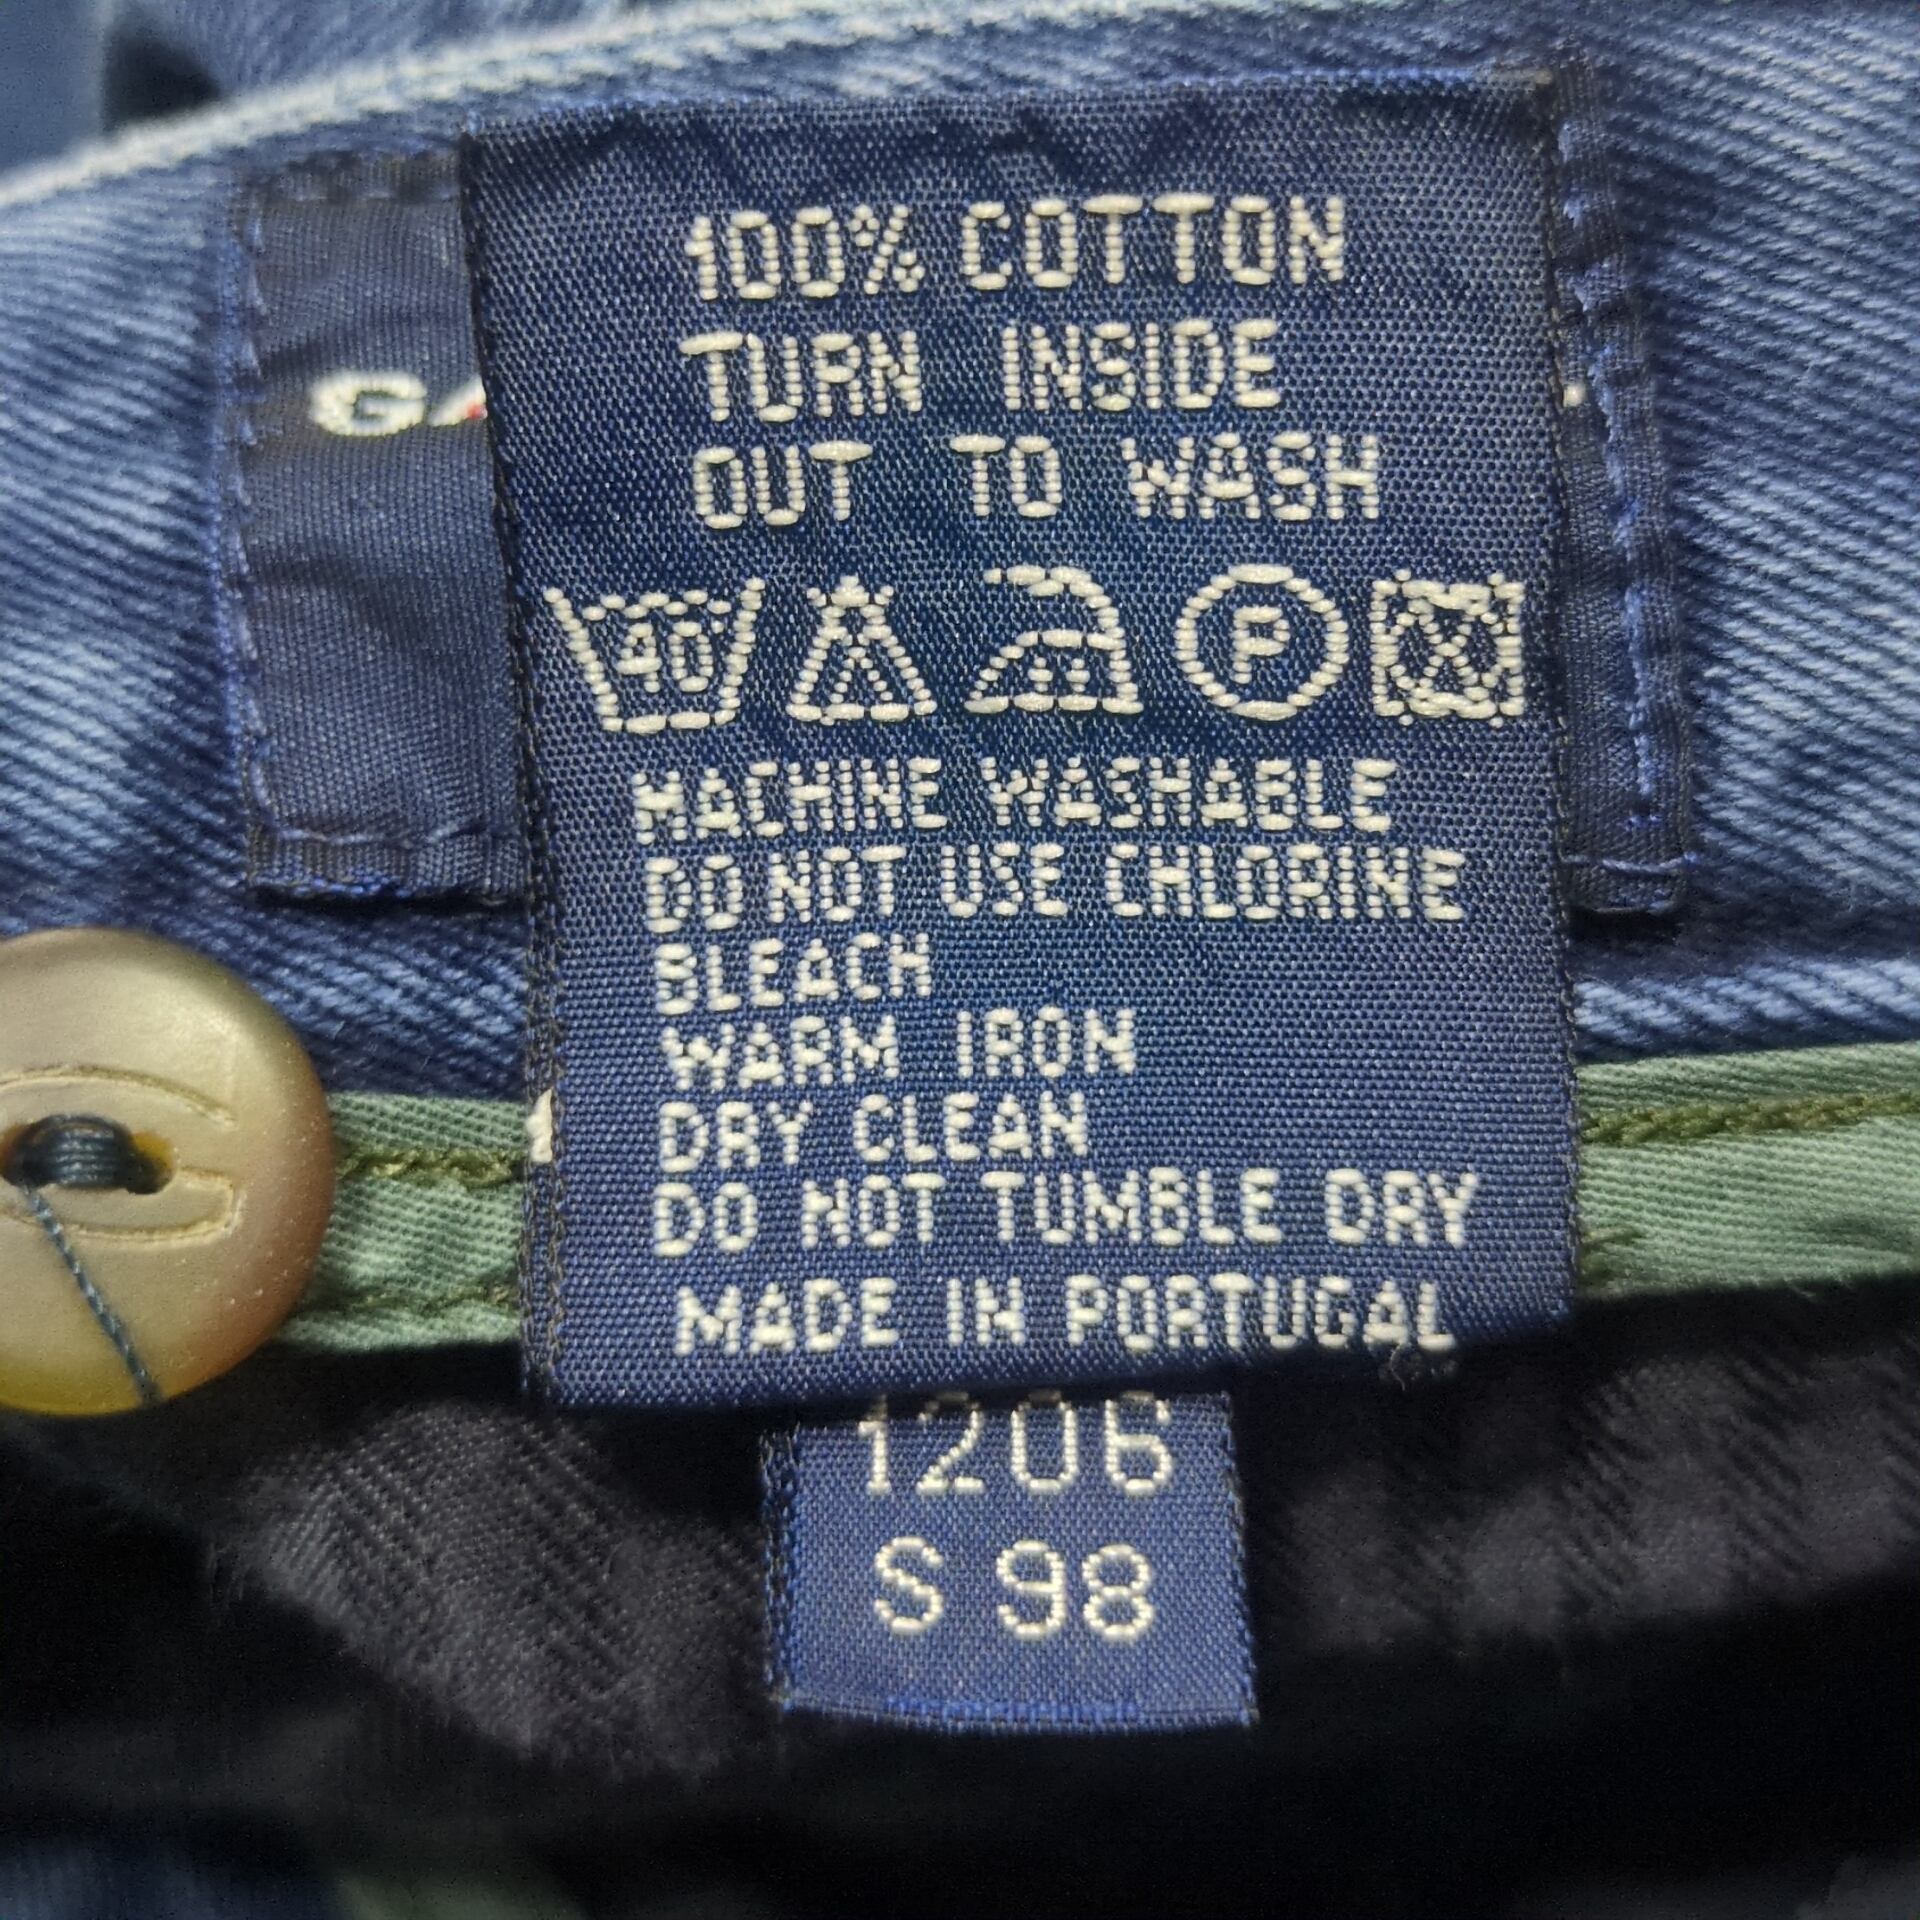 100% COTTON
TURN INSIDE
OUT TO WASH
40 P
MACHINE WASHABLE
DO NOT USE CHLORINE
BLEACH
WARM IRON
DRY CLEAN
DO NOT TUMBLE DRY
MADE IN PORTUGAL
1206
S 98